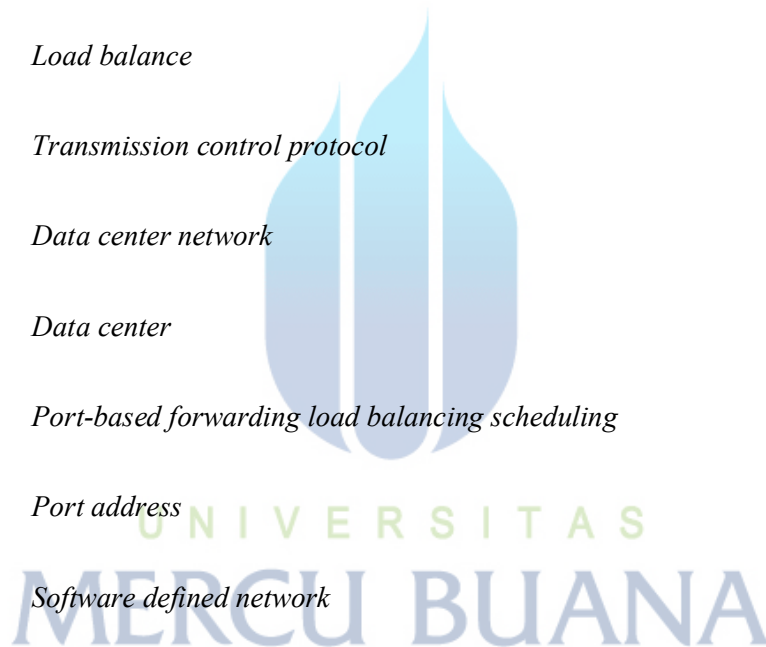 Load balance
Transmission control protocol
Data center network
Data center
Port-based forwarding load balancing scheduling
Port address
UNIVERSITAS
Software defined network
MERCU BUANA